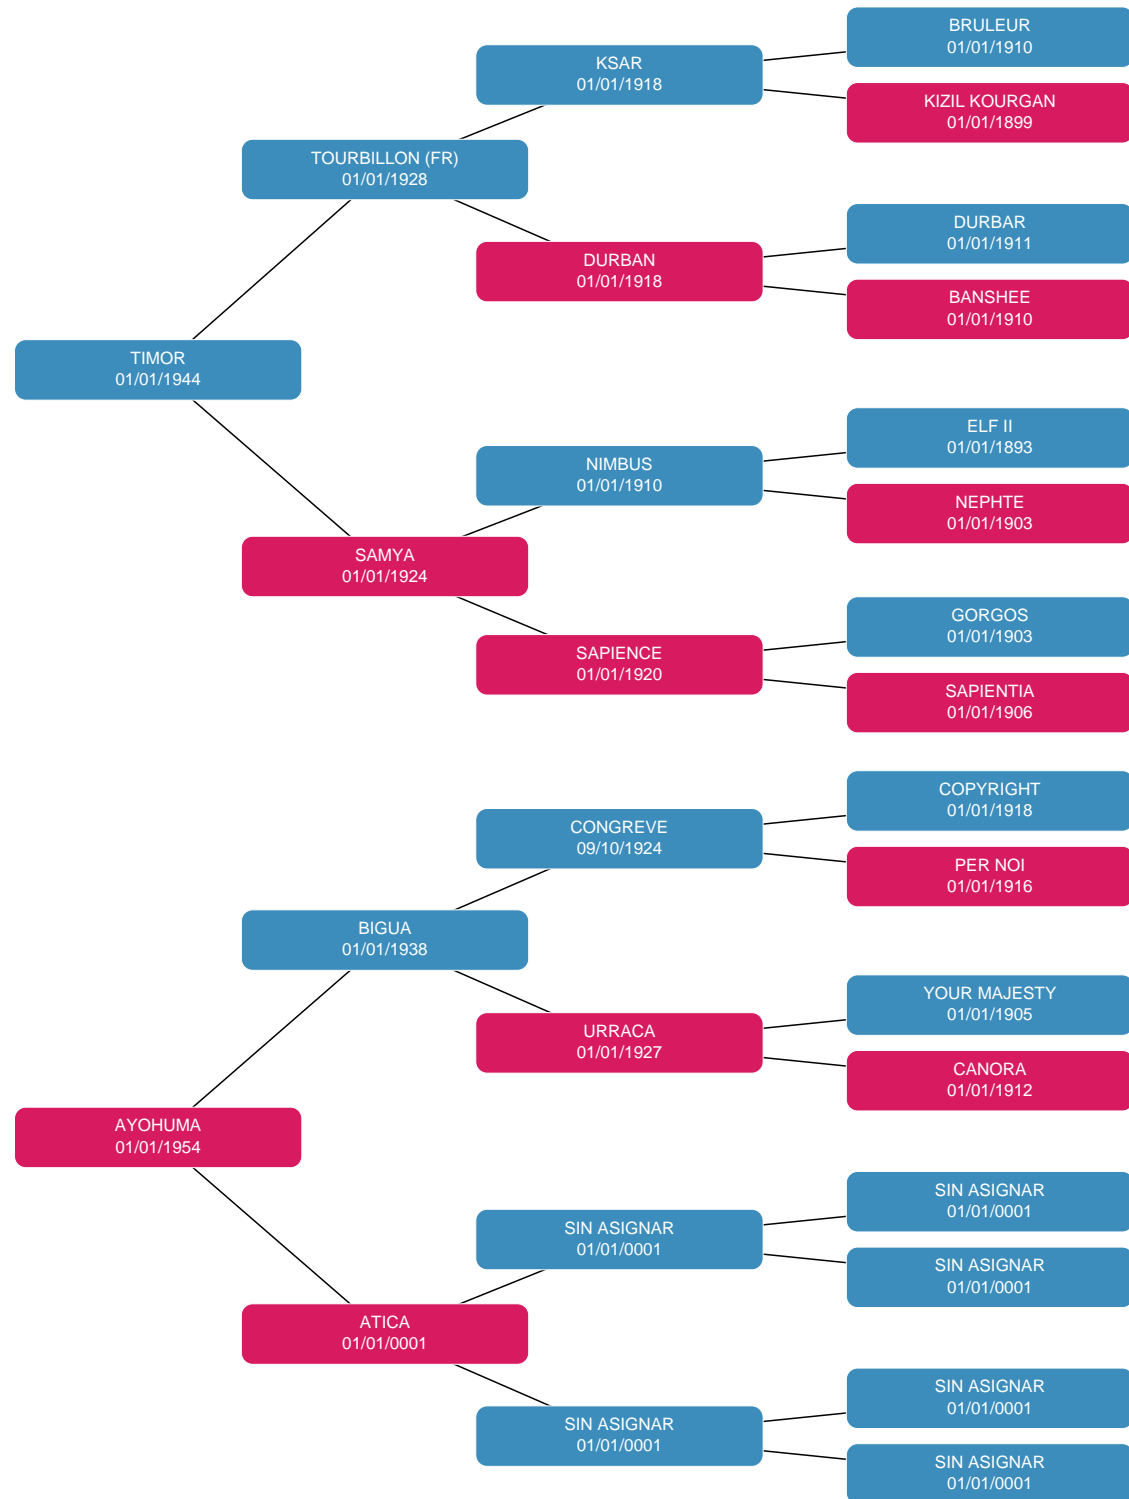 BRULEUR
01/01/1910
KSAR
01/01/1918
KIZIL KOURGAN
01/01/1899
TOURBILLON (FR)
01/01/1928
DURBAR
01/01/1911
DURBAN
01/01/1918
BANSHEE
01/01/1910
TIMOR
01/01/1944
ELF II
01/01/1893
NIMBUS
01/01/1910
NEPHTE
01/01/1903
SAMYA
01/01/1924
GORGOS
01/01/1903
SAPIENCE
01/01/1920
SAPIENTIA
01/01/1906
COPYRIGHT
01/01/1918
CONGREVE
09/10/1924
PER NOI
01/01/1916
BIGUA
01/01/1938
YOUR MAJESTY
01/01/1905
URRACA
01/01/1927
CANORA
01/01/1912
AYOHUMA
01/01/1954
SIN ASIGNAR
01/01/0001
SIN ASIGNAR
01/01/0001
SIN ASIGNAR
01/01/0001
ATICA
01/01/0001
SIN ASIGNAR
01/01/0001
SIN ASIGNAR
01/01/0001
SIN ASIGNAR
01/01/0001